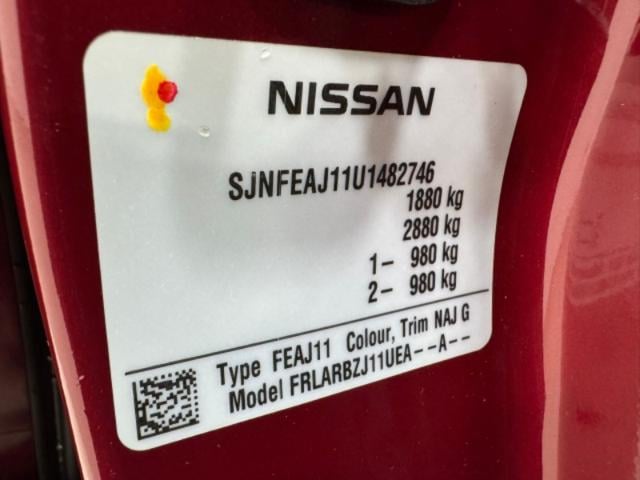 NISSAN
SJNFEAJ11U1482746
1880 kg
2880 kg
1- 980 kg
2- 980 kg
Type FEAJ11 Colour, Trim NAJ G
Model FRLARBZJ11UEA--A--